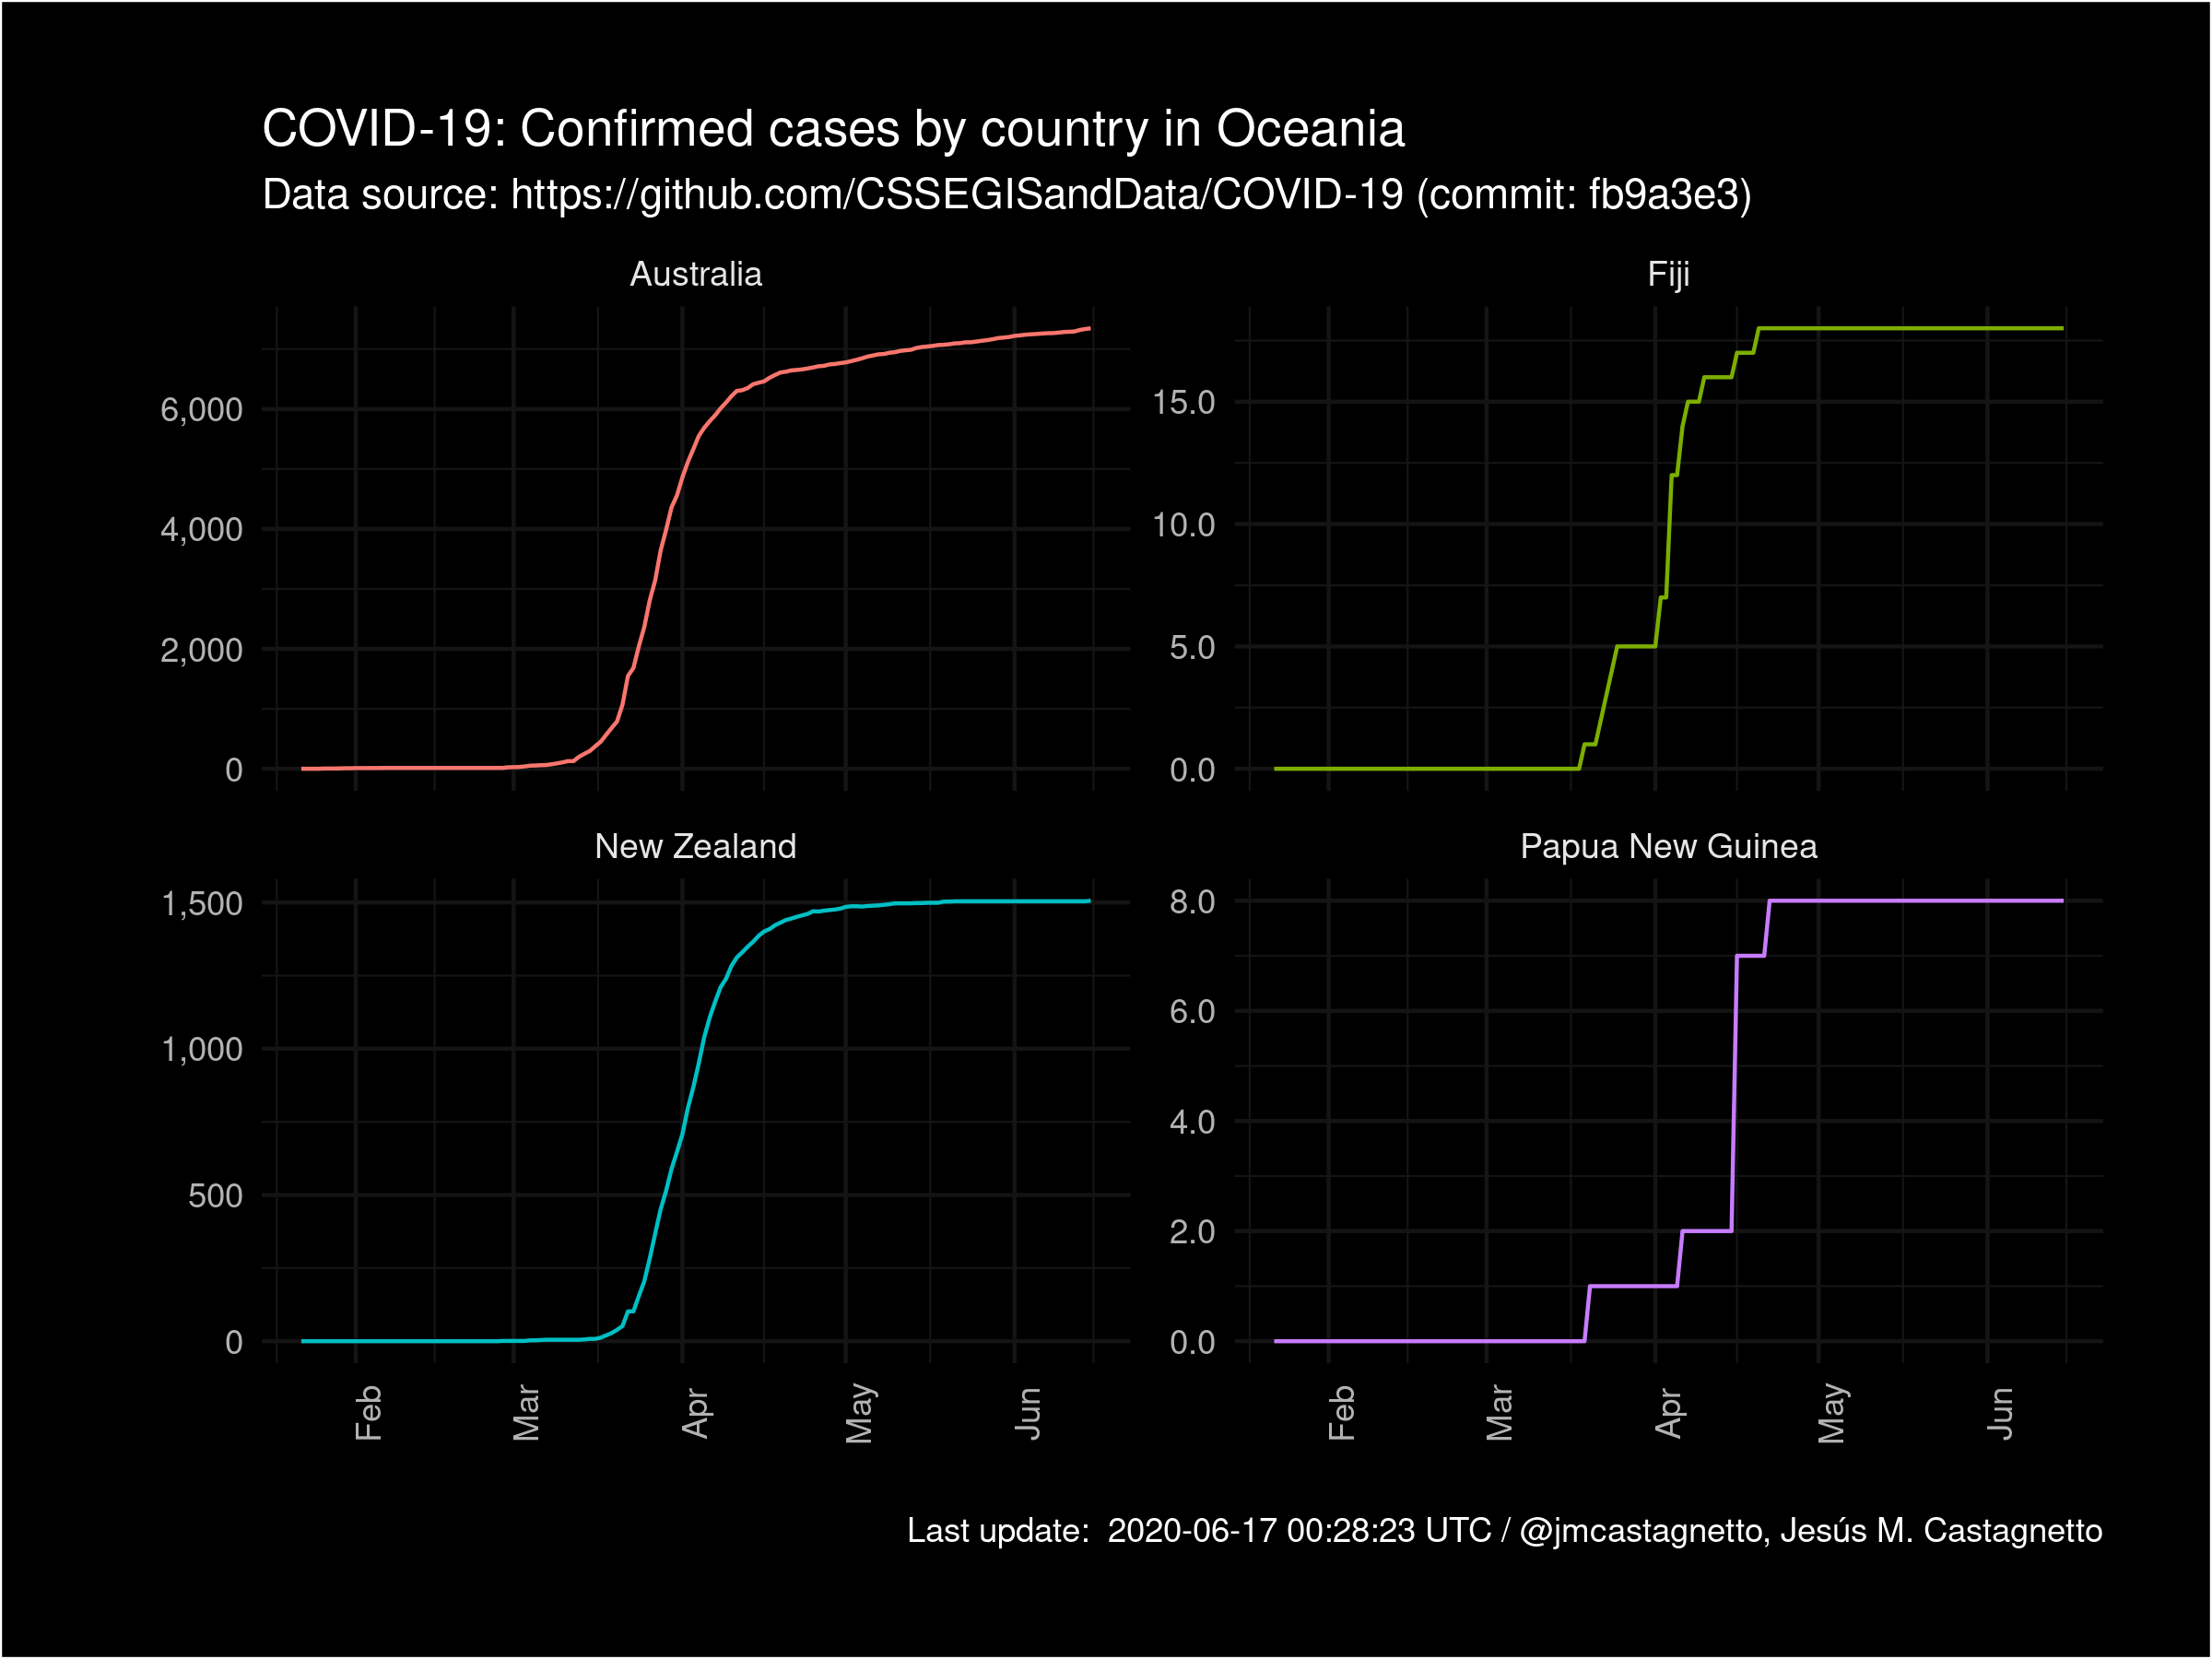 COVID-19: Confirmed cases by country in Oceania
Data source: https://github.com/CSSEGISandData/COVID-19 (commit: fb9a3e3)
Australia
6,000
4,000
2,000
0
Fiji
15.0
10.0
5.0
0.0
New Zealand
1,500
1,000
500
0
Feb
Mar
Apr
May
Jun
Papua New Guinea
8.0
6.0
4.0
2.0
0.0
Feb
Mar
Apr
May
Jun
Last update:  2020-06-17 00:28:23 UTC / @jmcastagnetto, Jesús M. Castagnetto